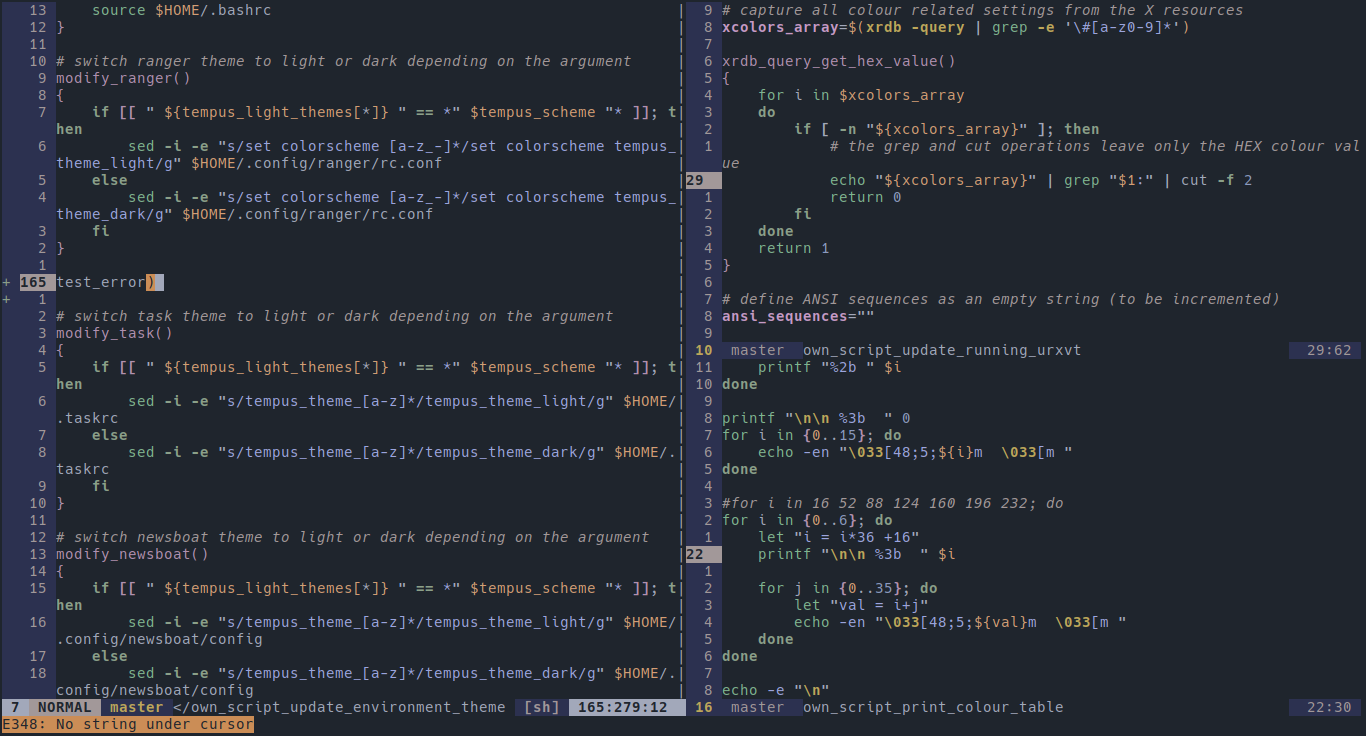 13     source $HOME/.bashrc
12 }
11
10 # switch ranger theme to light or dark depending on the argument
9 modify_ranger()
8 {
7     if [[ " ${tempus_light_themes[*]} " == *" $tempus_scheme "* ]]; t
hen
6         sed -i -e "s/set colorscheme [a-z_-]*/set colorscheme tempus_
theme_light/g" $HOME/.config/ranger/rc.conf
5     else
4         sed -i -e "s/set colorscheme [a-z_-]*/set colorscheme tempus_
theme_dark/g" $HOME/.config/ranger/rc.conf
3     fi
2 }
1
+ 165 test_error)
+ 1
2 # switch task theme to light or dark depending on the argument
3 modify_task()
4 {
5     if [[ " ${tempus_light_themes[*]} " == *" $tempus_scheme "* ]]; t
hen
6         sed -i -e "s/tempus_theme_[a-z]*/tempus_theme_light/g" $HOME/
.taskrc
7     else
8         sed -i -e "s/tempus_theme_[a-z]*/tempus_theme_dark/g" $HOME/.
taskrc
9     fi
10 }
11
12 # switch newsboat theme to light or dark depending on the argument
13 modify_newsboat()
14 {
15     if [[ " ${tempus_light_themes[*]} " == *" $tempus_scheme "* ]]; t
hen
16         sed -i -e "s/tempus_theme_[a-z]*/tempus_theme_light/g" $HOME/
.config/newsboat/config
17     else
18         sed -i -e "s/tempus_theme_[a-z]*/tempus_theme_dark/g" $HOME/.
config/newsboat/config
7 NORMAL master </own_script_update_environment_theme [sh] 165:279:12
E348: No string under cursor
9 # capture all colour related settings from the X resources
8 xcolors_array=$(xrdb -query | grep -e '\#[a-z0-9]*')
7
6 xrdb_query_get_hex_value()
5 {
4     for i in $xcolors_array
3     do
2         if [ -n "${xcolors_array}" ]; then
1             # the grep and cut operations leave only the HEX colour val
ue
29             echo "${xcolors_array}" | grep "$1:" | cut -f 2
1             return 0
2         fi
3     done
4     return 1
5 }
6
7 # define ANSI sequences as an empty string (to be incremented)
8 ansi_sequences=""
9
10 master own_script_update_running_urxvt 29:62
11     printf "%2b " $i
10 done
9
8 printf "\n\n %3b  " 0
7 for i in {0..15}; do
6     echo -en "\033[48;5;${i}m  \033[m "
5 done
4
3 #for i in 16 52 88 124 160 196 232; do
2 for i in {0..6}; do
1     let "i = i*36 +16"
22     printf "\n\n %3b  " $i
1
2     for j in {0..35}; do
3         let "val = i+j"
4         echo -en "\033[48;5;${val}m  \033[m "
5     done
6 done
7
8 echo -e "\n"
16 master own_script_print_colour_table 22:30